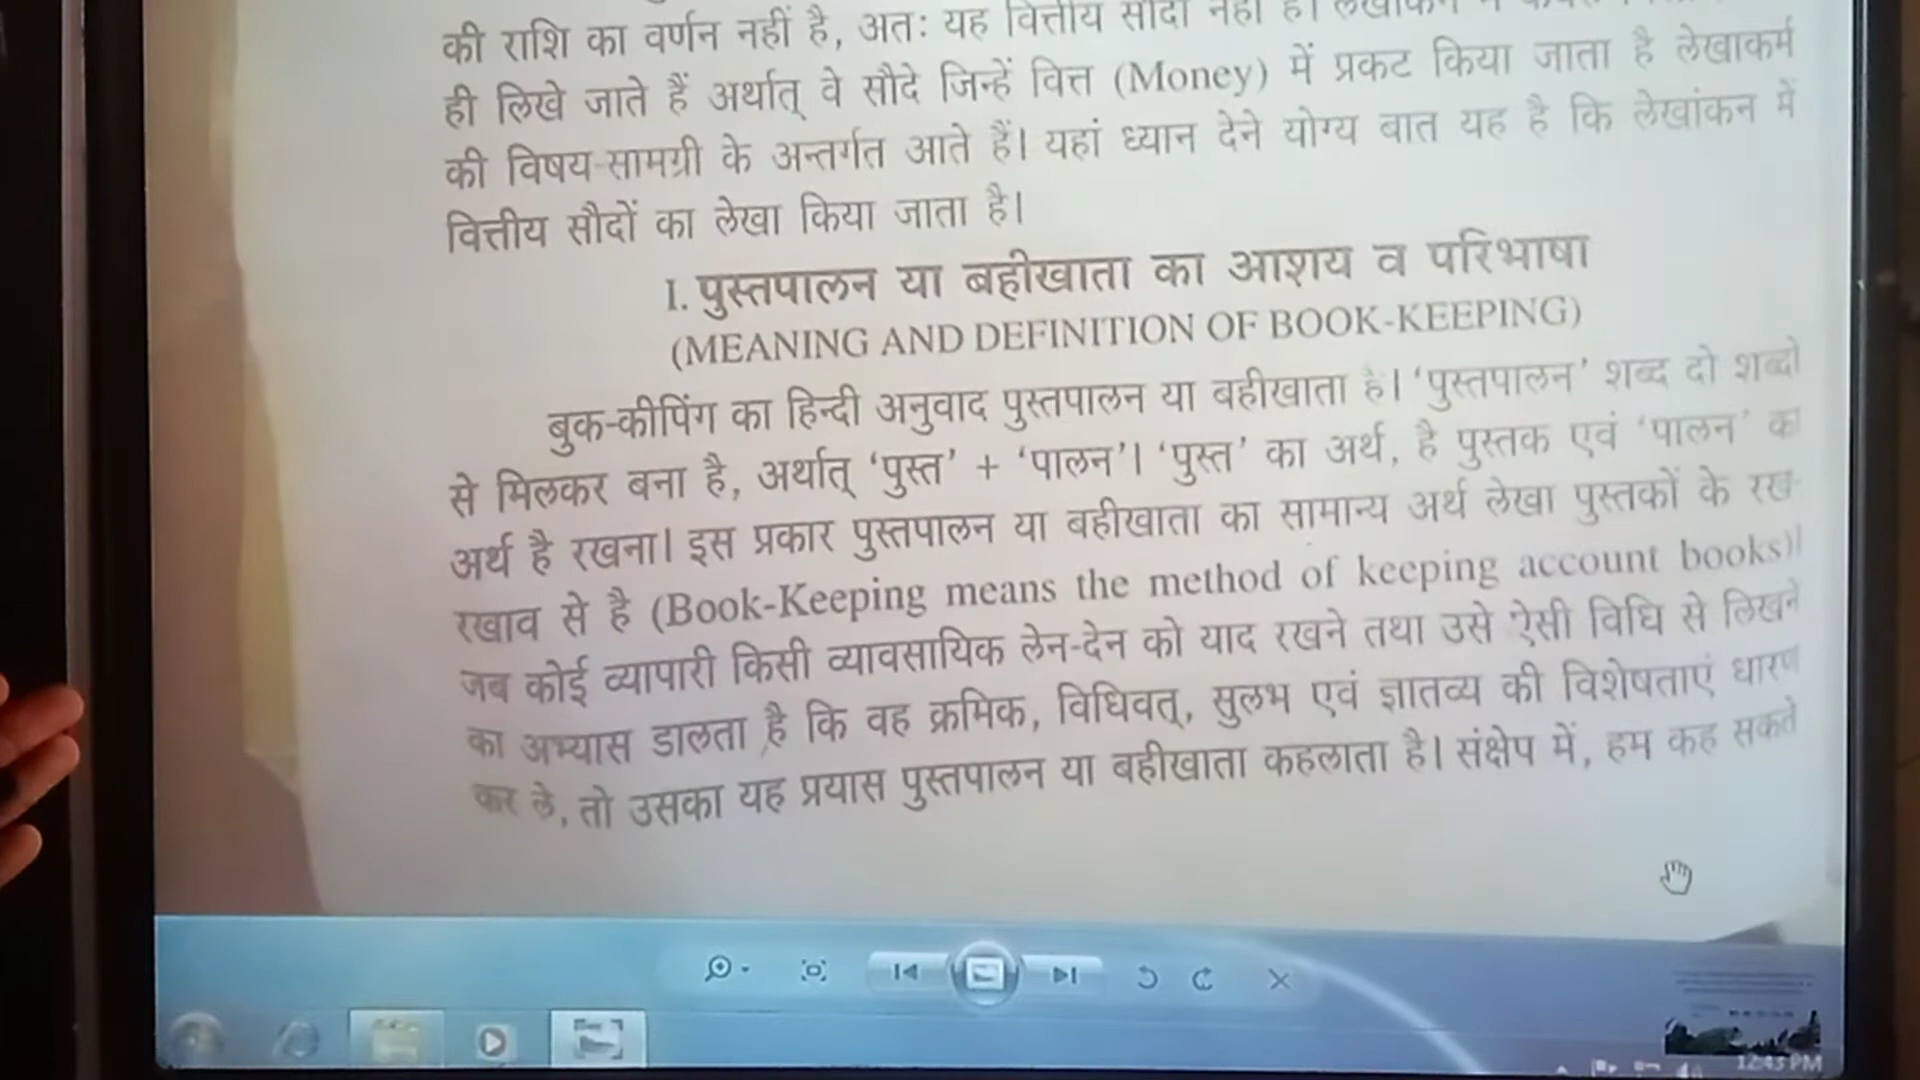 की राशि का वर्णन नहीं है, अतः यह वित्तीय सौदा नहीं है।
ही लिखे जाते हैं अर्थात् वे सौदे जिन्हें वित्त (Money) में प्रकट किया जाता है लेखाकर्म
की विषय-सामग्री के अन्तर्गत आते हैं। यहां ध्यान देने योग्य बात यह है कि लेखांकन में
वित्तीय सौदों का लेखा किया जाता है।
I. पुस्तपालन या बहीखाता का आशय व परिभाषा
(MEANING AND DEFINITION OF BOOK-KEEPING)
बुक-कीपिंग का हिन्दी अनुवाद पुस्तपालन या बहीखाता है। ‘पुस्तपालन’ शब्द दो शब्दों
से मिलकर बना है, अर्थात् ‘पुस्त’ + ‘पालन’। ‘पुस्त’ का अर्थ, है पुस्तक एवं ‘पालन’ का
अर्थ है रखना। इस प्रकार पुस्तपालन या बहीखाता का सामान्य अर्थ लेखा पुस्तकों के रख-
रखाव से है (Book-Keeping means the method of keeping account books)।
जब कोई व्यापारी किसी व्यावसायिक लेन-देन को याद रखने तथा उसे ऐसी विधि से लिखने
का अभ्यास डालता है कि वह क्रमिक, विधिवत्, सुलभ एवं ज्ञातव्य की विशेषताएं धारण
कर ले, तो उसका यह प्रयास पुस्तपालन या बहीखाता कहलाता है। संक्षेप में, हम कह सकते
12:43 PM